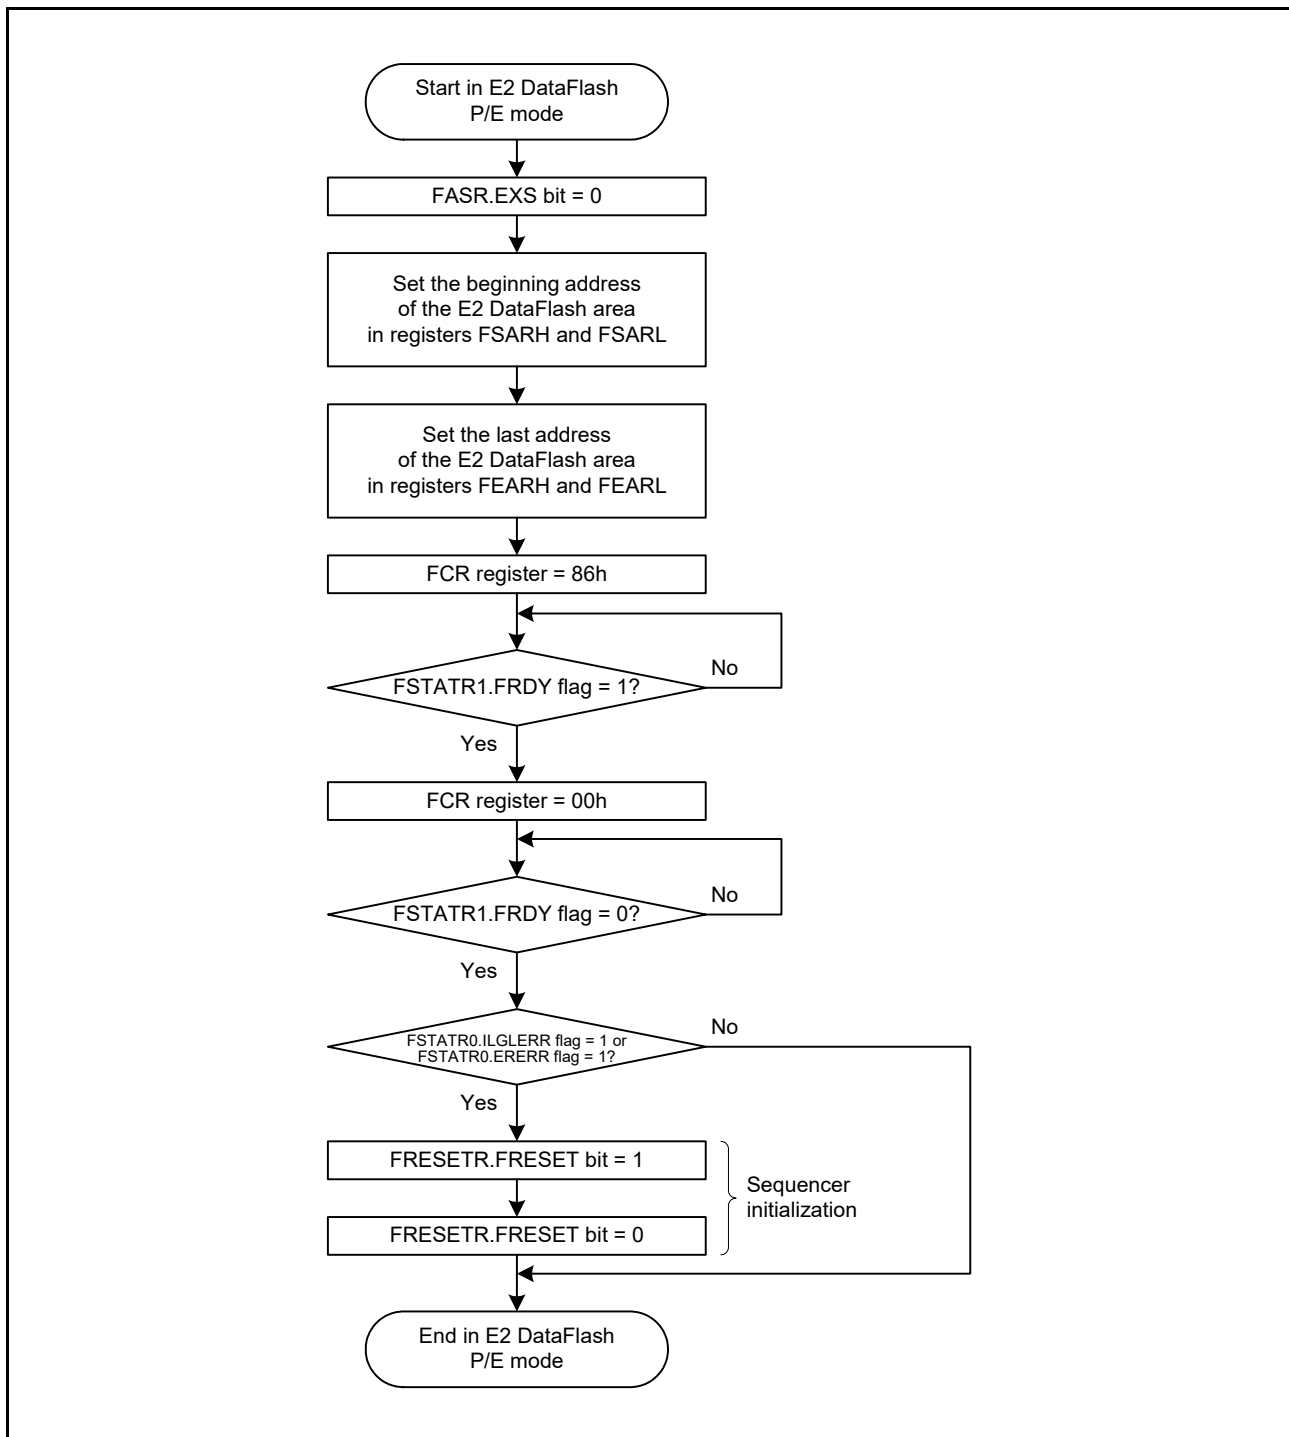 Start in E2 DataFlash
P/E mode
FASR.EXS bit = 0
Set the beginning address
of the E2 DataFlash area
in registers FSARH and FSARL
Set the last address
of the E2 DataFlash area
in registers FEARH and FEARL
FCR register = 86h
FSTATR1.FRDY flag = 1?
No
Yes
FCR register = 00h
FSTATR1.FRDY flag = 0?
No
Yes
FSTATR0.ILGLERR flag = 1 or
FSTATR0.ERERR flag = 1?
No
Yes
FRESETR.FRESET bit = 1
FRESETR.FRESET bit = 0
Sequencer
initialization
End in E2 DataFlash
P/E mode